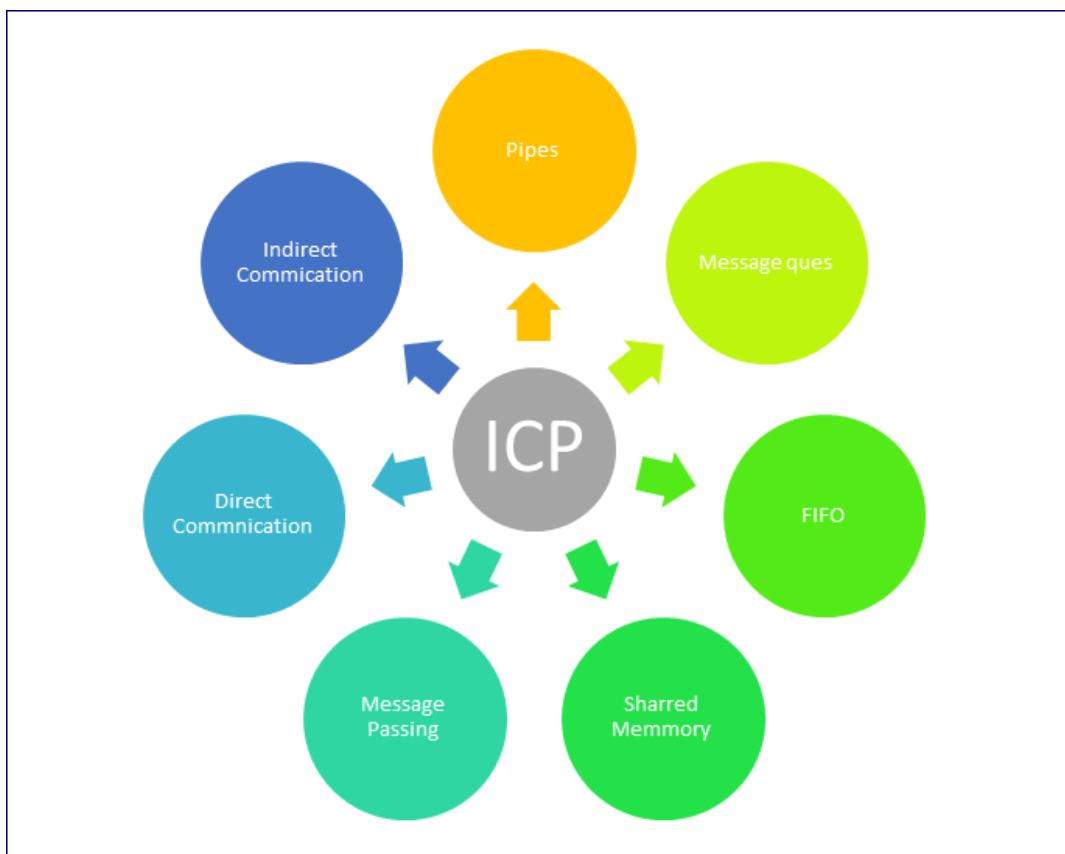 Pipes
Message ques
FIFO
Sharred
Memmory
Message
Passing
Direct
Commnication
Indirect
Commication
ICP